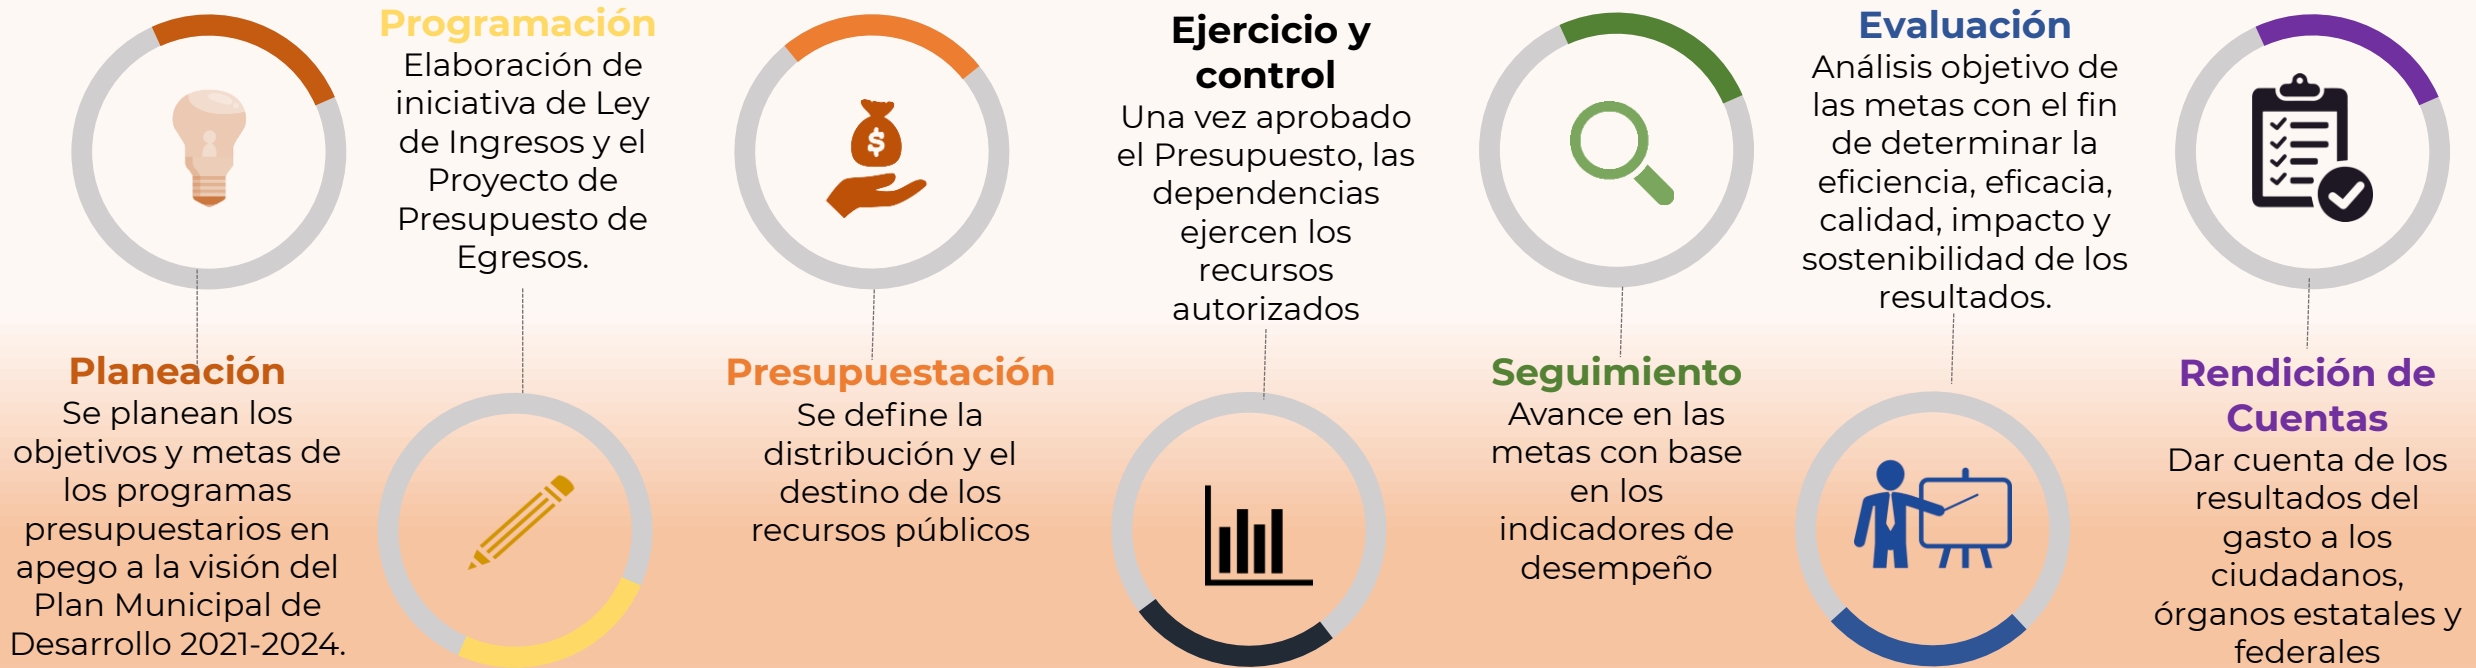 Planeación
Se planean los
objetivos y metas de
los programas
presupuestarios en
apego a la visión del
Plan Municipal de
Desarrollo 2021-2024.
Programación
Elaboración de
iniciativa de Ley
de Ingresos y el
Proyecto de
Presupuesto de
Egresos.
$
Presupuestación
Se define la
distribución y el
destino de los
recursos públicos
Ejercicio y
control
Una vez aprobado
el Presupuesto, las
dependencias
ejercen los
recursos
autorizados
Seguimiento
Avance en las
metas con base
en los
indicadores de
desempeño
Evaluación
Análisis objetivo de
las metas con el fin
de determinar la
eficiencia, eficacia,
calidad, impacto y
sostenibilidad de los
resultados.
Rendición de
Cuentas
Dar cuenta de los
resultados del
gasto a los
ciudadanos,
órganos estatales y
federales